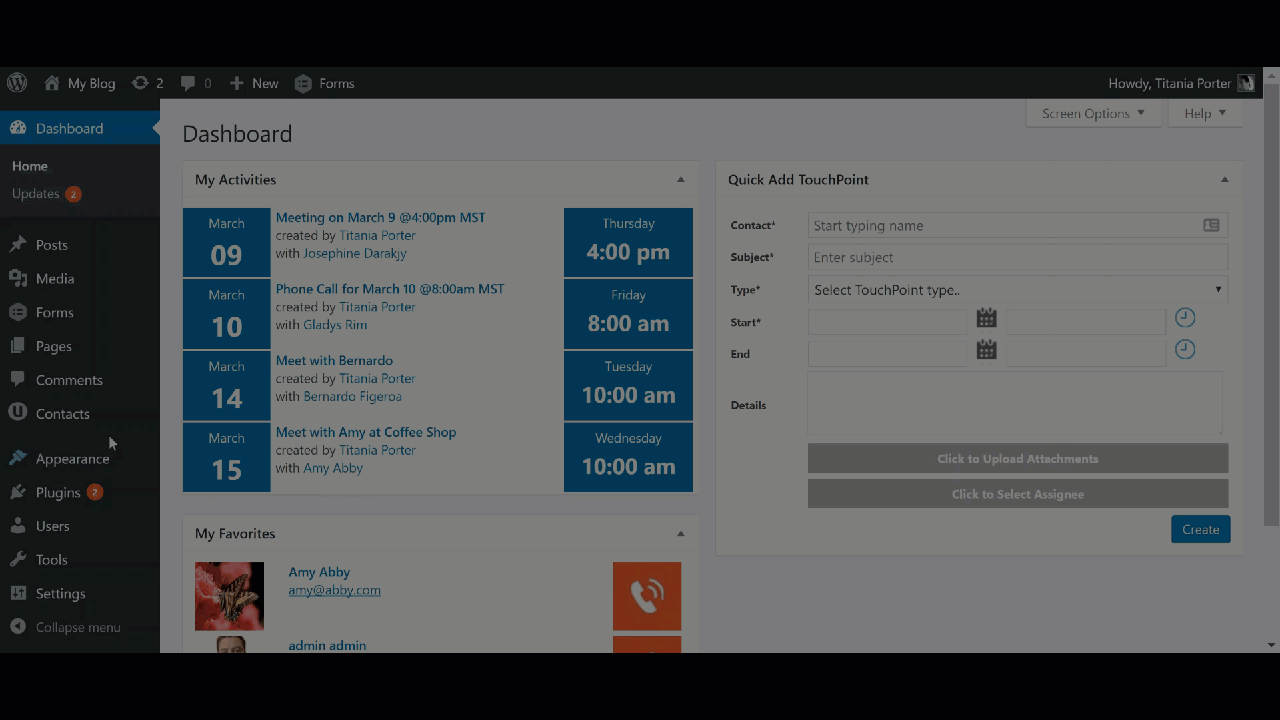 My Blog 2 0 New Forms Howdy, Titania Porter
Dashboard
Home
Updates 2
Posts
Media
Forms
Pages
Comments
Contacts
Appearance
Plugins 2
Users
Tools
Settings
Collapse menu
Screen Options Help
Dashboard
My Activities
March 09
Meeting on March 9 @4:00pm MST
created by Titania Porter
with Josephine Darakjy
Thursday
4:00 pm
March 10
Phone Call for March 10 @8:00am MST
created by Titania Porter
with Gladys Rim
Friday
8:00 am
March 14
Meet with Bernardo
created by Titania Porter
with Bernardo Figeroa
Tuesday
10:00 am
March 15
Meet with Amy at Coffee Shop
created by Titania Porter
with Amy Abby
Wednesday
10:00 am
My Favorites
Amy Abby
amy@abby.com
admin admin
Quick Add TouchPoint
Contact* Start typing name
Subject* Enter subject
Type* Select TouchPoint type..
Start*
End
Details
Click to Upload Attachments
Click to Select Assignee
Create